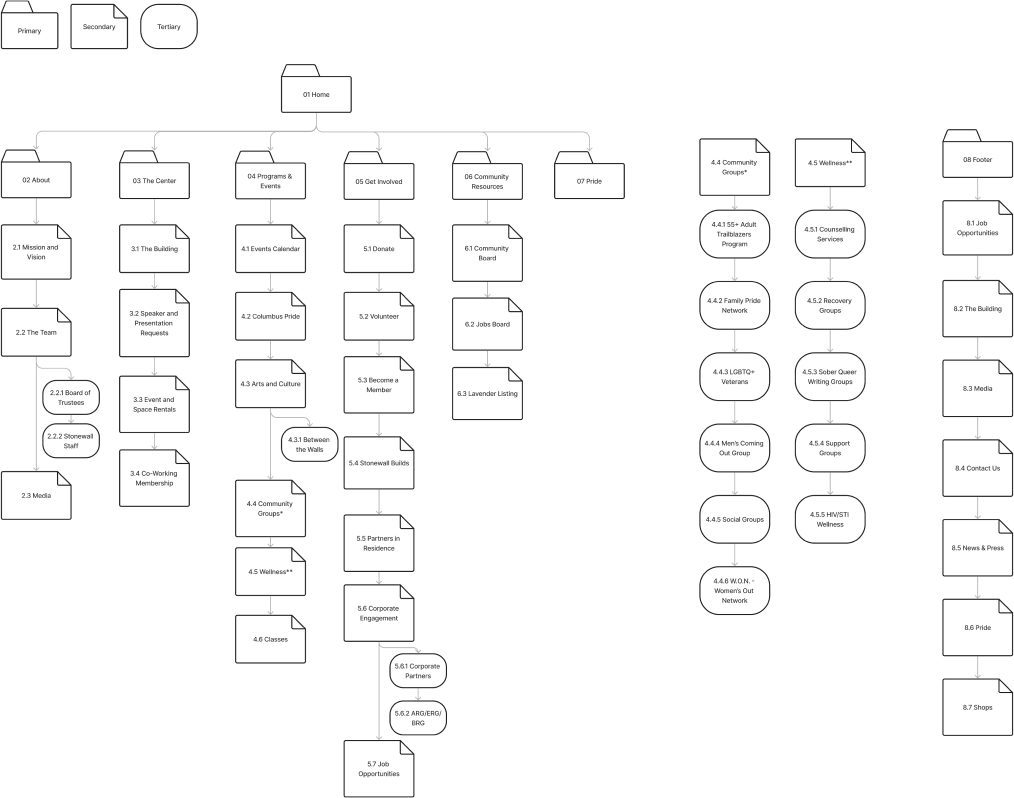 Primary
Secondary
Tertiary
01 Home
02 About
2.1 Mission and
Vision
2.2 The Team
2.2.1 Board of
Trustees
2.2.2 Stonewall
Staff
2.3 Media
03 The Center
3.1 The Building
3.2 Speaker and
Presentation
Requests
3.3 Event and
Space Rentals
3.4 Co-Working
Membership
04 Programs &
Events
4.1 Events Calendar
4.2 Columbus Pride
4.3 Arts and Culture
4.3.1 Between
the Walls
4.4 Community
Groups*
4.5 Wellness**
4.6 Classes
05 Get Involved
5.1 Donate
5.2 Volunteer
5.3 Become a
Member
5.4 Stonewall Builds
5.5 Partners in
Residence
5.6 Corporate
Engagement
5.6.1 Corporate
Partners
5.6.2 ARG/ERG/
BRG
5.7 Job
Opportunities
06 Community
Resources
6.1 Community
Board
6.2 Jobs Board
6.3 Lavender Listing
07 Pride
4.4 Community
Groups*
4.4.1 55+ Adult
Trailblazers
Program
4.4.2 Family Pride
Network
4.4.3 LGBTQ+
Veterans
4.4.4 Men's Coming
Out Group
4.4.5 Social Groups
4.4.6 W.O.N. -
Women's Out
Network
4.5 Wellness**
4.5.1 Counselling
Services
4.5.2 Recovery
Groups
4.5.3 Sober Queer
Writing Groups
4.5.4 Support
Groups
4.5.5 HIV/STI
Wellness
08 Footer
8.1 Job
Opportunities
8.2 The Building
8.3 Media
8.4 Contact Us
8.5 News & Press
8.6 Pride
8.7 Shops